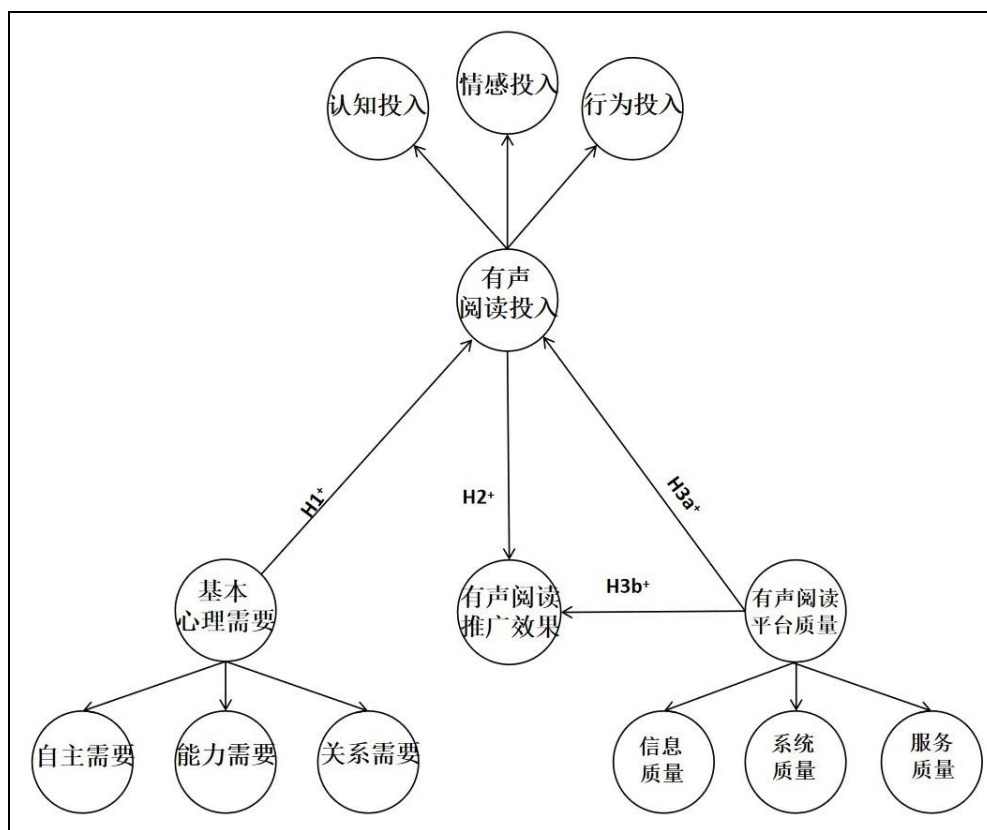 认知投入
情感投入
行为投入
有声
阅读投入
H1⁺
H2⁺
H3a⁺
H3b⁺
基本
心理需要
有声阅读
推广效果
有声阅读
平台质量
自主需要
能力需要
关系需要
信息
质量
系统
质量
服务
质量